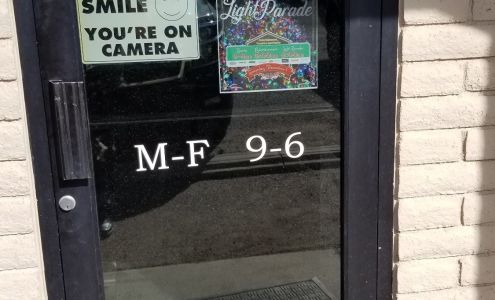 SMILE
YOU'RE ON
CAMERA
Light Parade
M-F 9-6